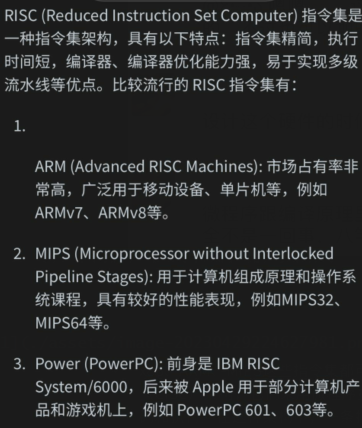 RISC (Reduced Instruction Set Computer) 指令集是
一种指令集架构，具有以下特点：指令集精简，执行
时间短，编译器、编译器优化能力强，易于实现多级
流水线等优点。比较流行的 RISC 指令集有：
1.
ARM (Advanced RISC Machines): 市场占有率非
常高，广泛用于移动设备、单片机等，例如
ARMv7、ARMv8等。
2. MIPS (Microprocessor without Interlocked
Pipeline Stages): 用于计算机组成原理和操作系
统课程，具有较好的性能表现，例如MIPS32、
MIPS64等。
3. Power (PowerPC): 前身是 IBM RISC
System/6000，后来被 Apple 用于部分计算机产
品和游戏机上，例如 PowerPC 601、603等。